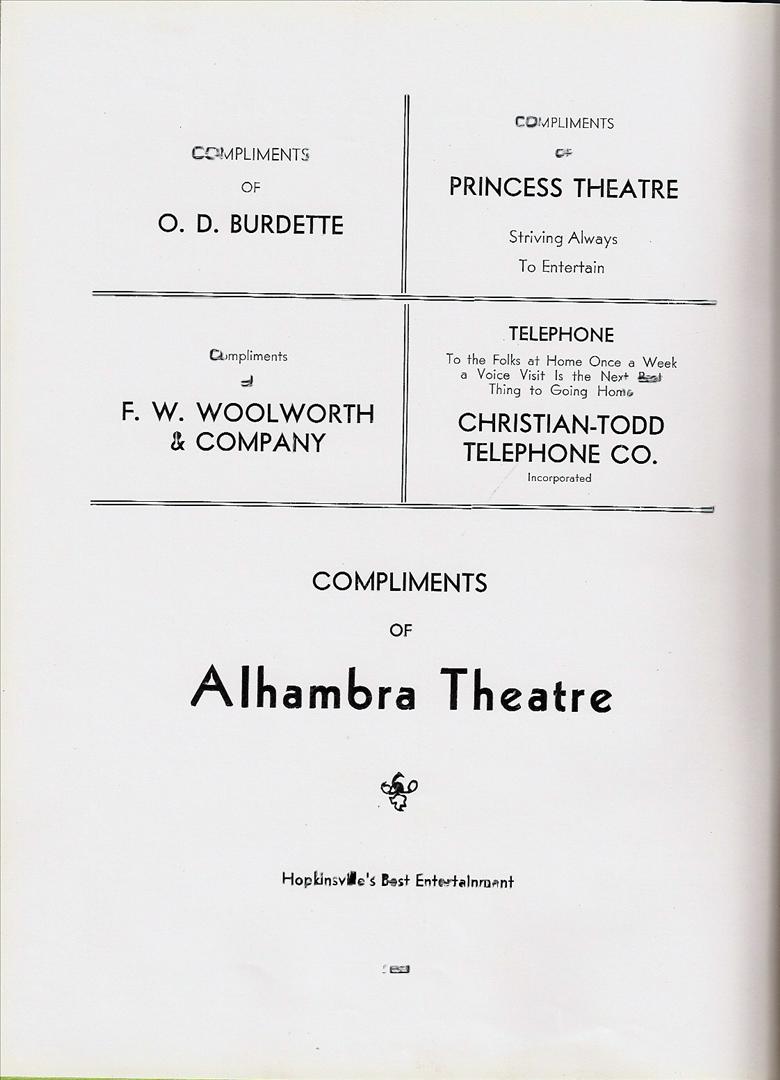 COMPLIMENTS
OF
O. D. BURDETTE
COMPLIMENTS
OF
PRINCESS THEATRE
Striving Always
To Entertain
Compliments
F. W. WOOLWORTH
& COMPANY
TELEPHONE
To the Folks at Home Once a Week
a Voice Visit Is the Next Best
Thing to Going Home
CHRISTIAN-TODD
TELEPHONE CO.
Incorporated
COMPLIMENTS
OF
Alhambra Theatre
Hopkinsville's Best Entertainment